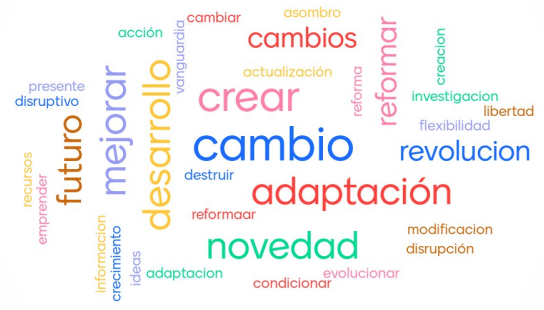 asombro
cambiar
acción
vanguardia
cambios
reformar
creacion
actualización
presente
disruptivo
mejorar
desarrollo
crear
reforma
investigacion
libertad
flexibilidad
futuro
cambio
revolucion
recursos
emprender
destruir
adaptación
reformaar
informacion
crecimiento
ideas
novedad
modificacion
disrupción
adaptacion
evolucionar
condicionar